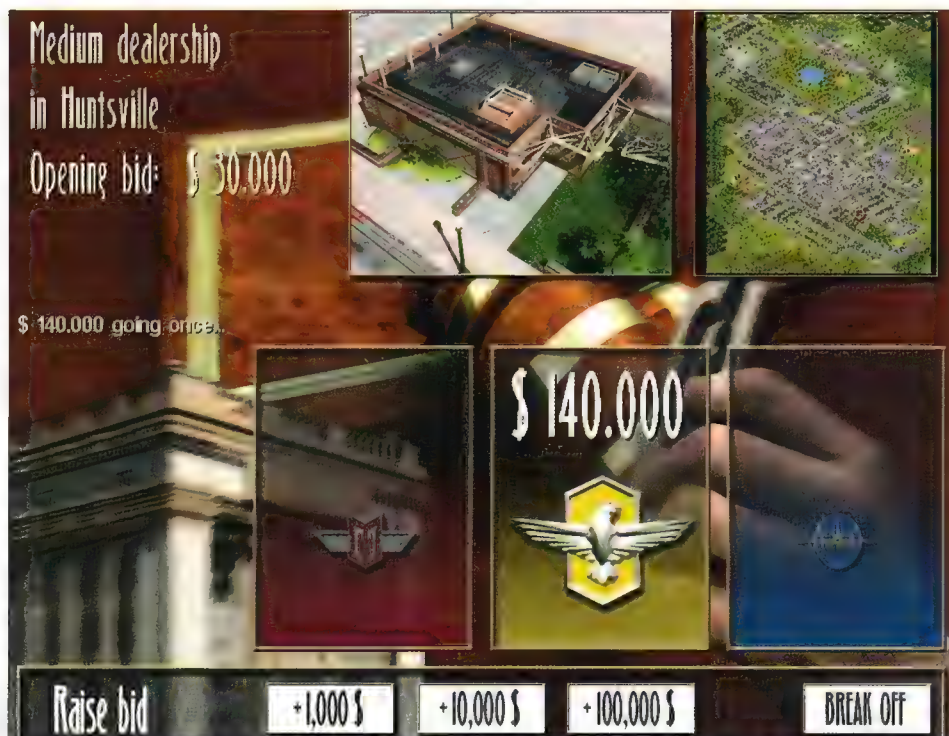 Medium dealership
in Huntsville
Opening bid: $ 30.000
$ 140.000 going once...
$ 140.000
Raise bid
+1,000 $
+10,000 $
+100,000 $
BREAK OFF